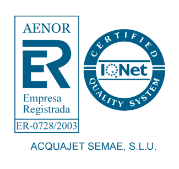 AENOR
ER
Empresa
Registrada
ER-0728/2003
CERTIFIED
IQNet
QUALITY SYSTEM
ACQUAJET SEMAE, S.L.U.